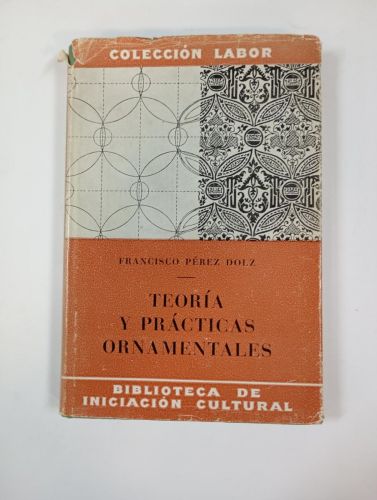 COLECCIÓN LABOR
FRANCISCO PÉREZ DOLZ
TEORÍA
Y PRÁCTICAS
ORNAMENTALES
BIBLIOTECA DE
INICIACIÓN CULTURAL